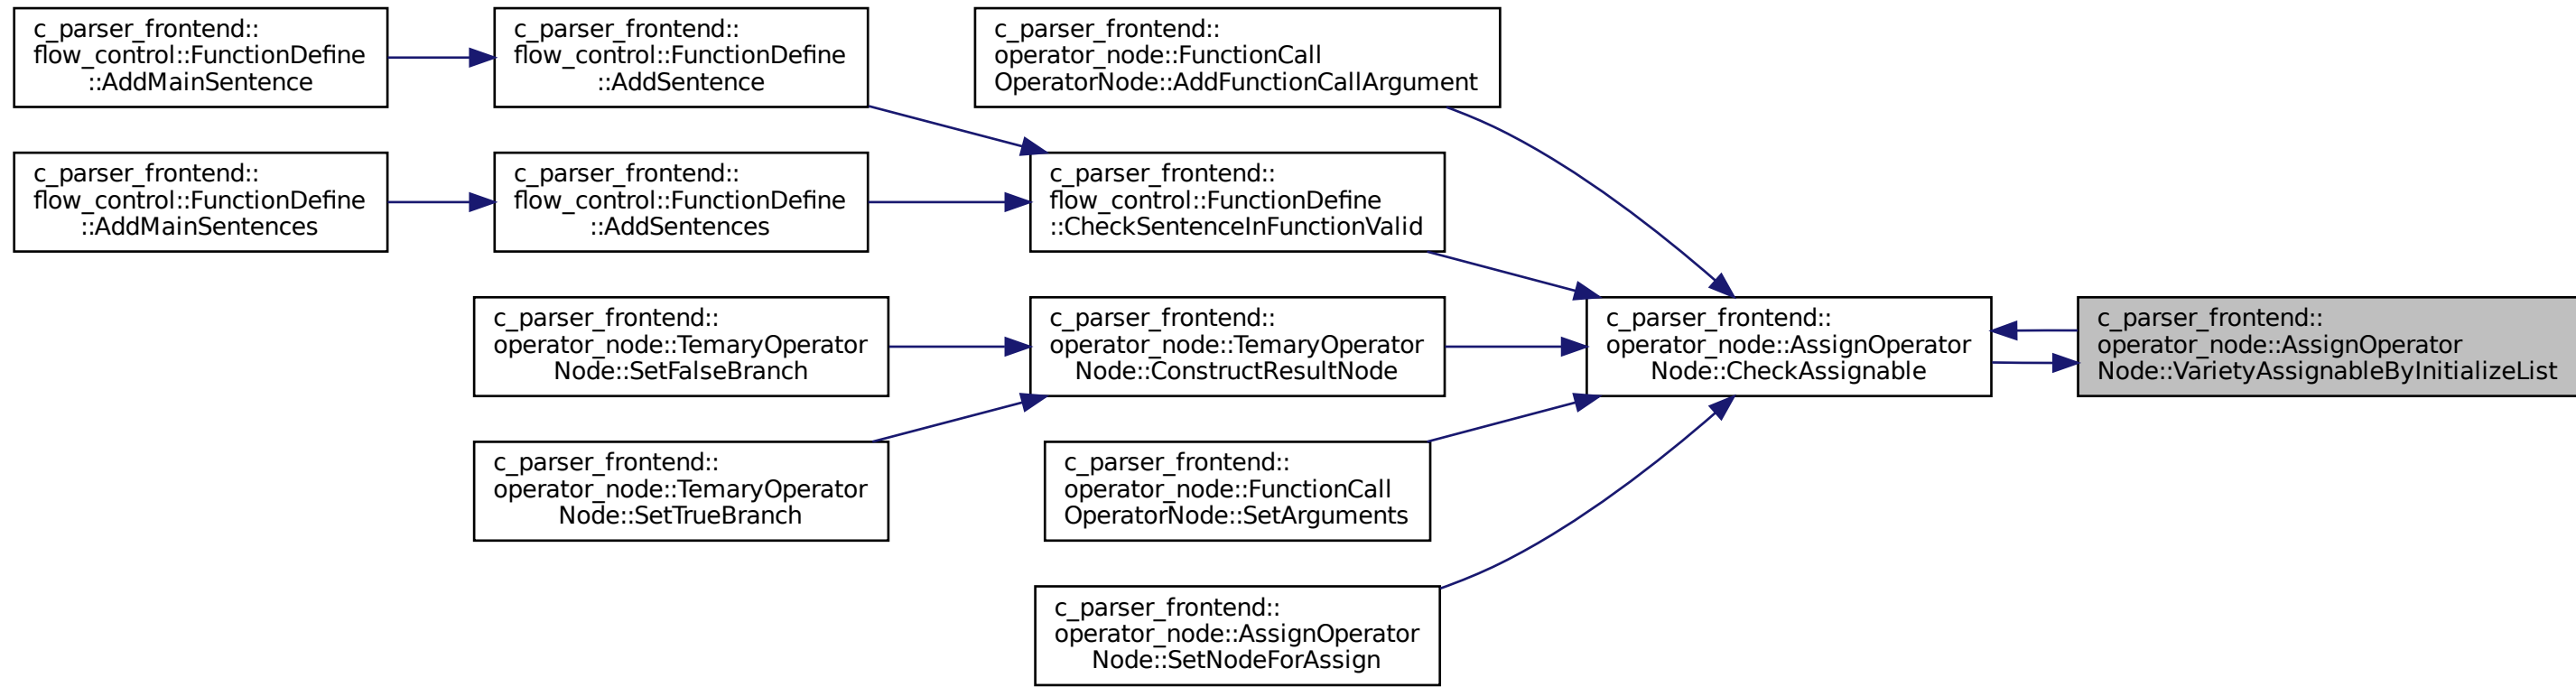 c_parser_frontend::
flow_control::FunctionDefine
::AddMainSentence
c_parser_frontend::
flow_control::FunctionDefine
::AddSentence
c_parser_frontend::
operator_node::FunctionCall
OperatorNode::AddFunctionCallArgument
c_parser_frontend::
flow_control::FunctionDefine
::AddMainSentences
c_parser_frontend::
flow_control::FunctionDefine
::AddSentences
c_parser_frontend::
flow_control::FunctionDefine
::CheckSentenceInFunctionValid
c_parser_frontend::
operator_node::TemaryOperator
Node::SetFalseBranch
c_parser_frontend::
operator_node::TemaryOperator
Node::ConstructResultNode
c_parser_frontend::
operator_node::AssignOperator
Node::CheckAssignable
c_parser_frontend::
operator_node::AssignOperator
Node::VarietyAssignableByInitializeList
c_parser_frontend::
operator_node::TemaryOperator
Node::SetTrueBranch
c_parser_frontend::
operator_node::FunctionCall
OperatorNode::SetArguments
c_parser_frontend::
operator_node::AssignOperator
Node::SetNodeForAssign